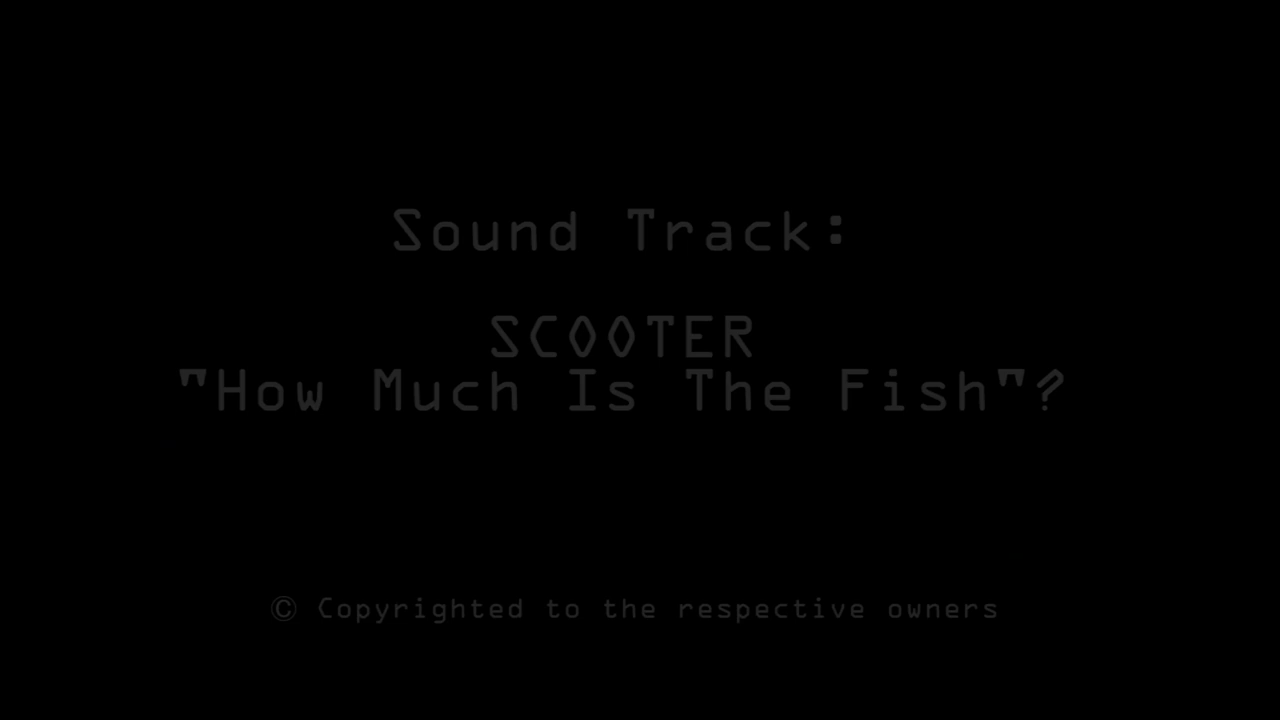 Sound Track:
SCOOTER
"How Much Is The Fish"?
© Copyrighted to the respective owners